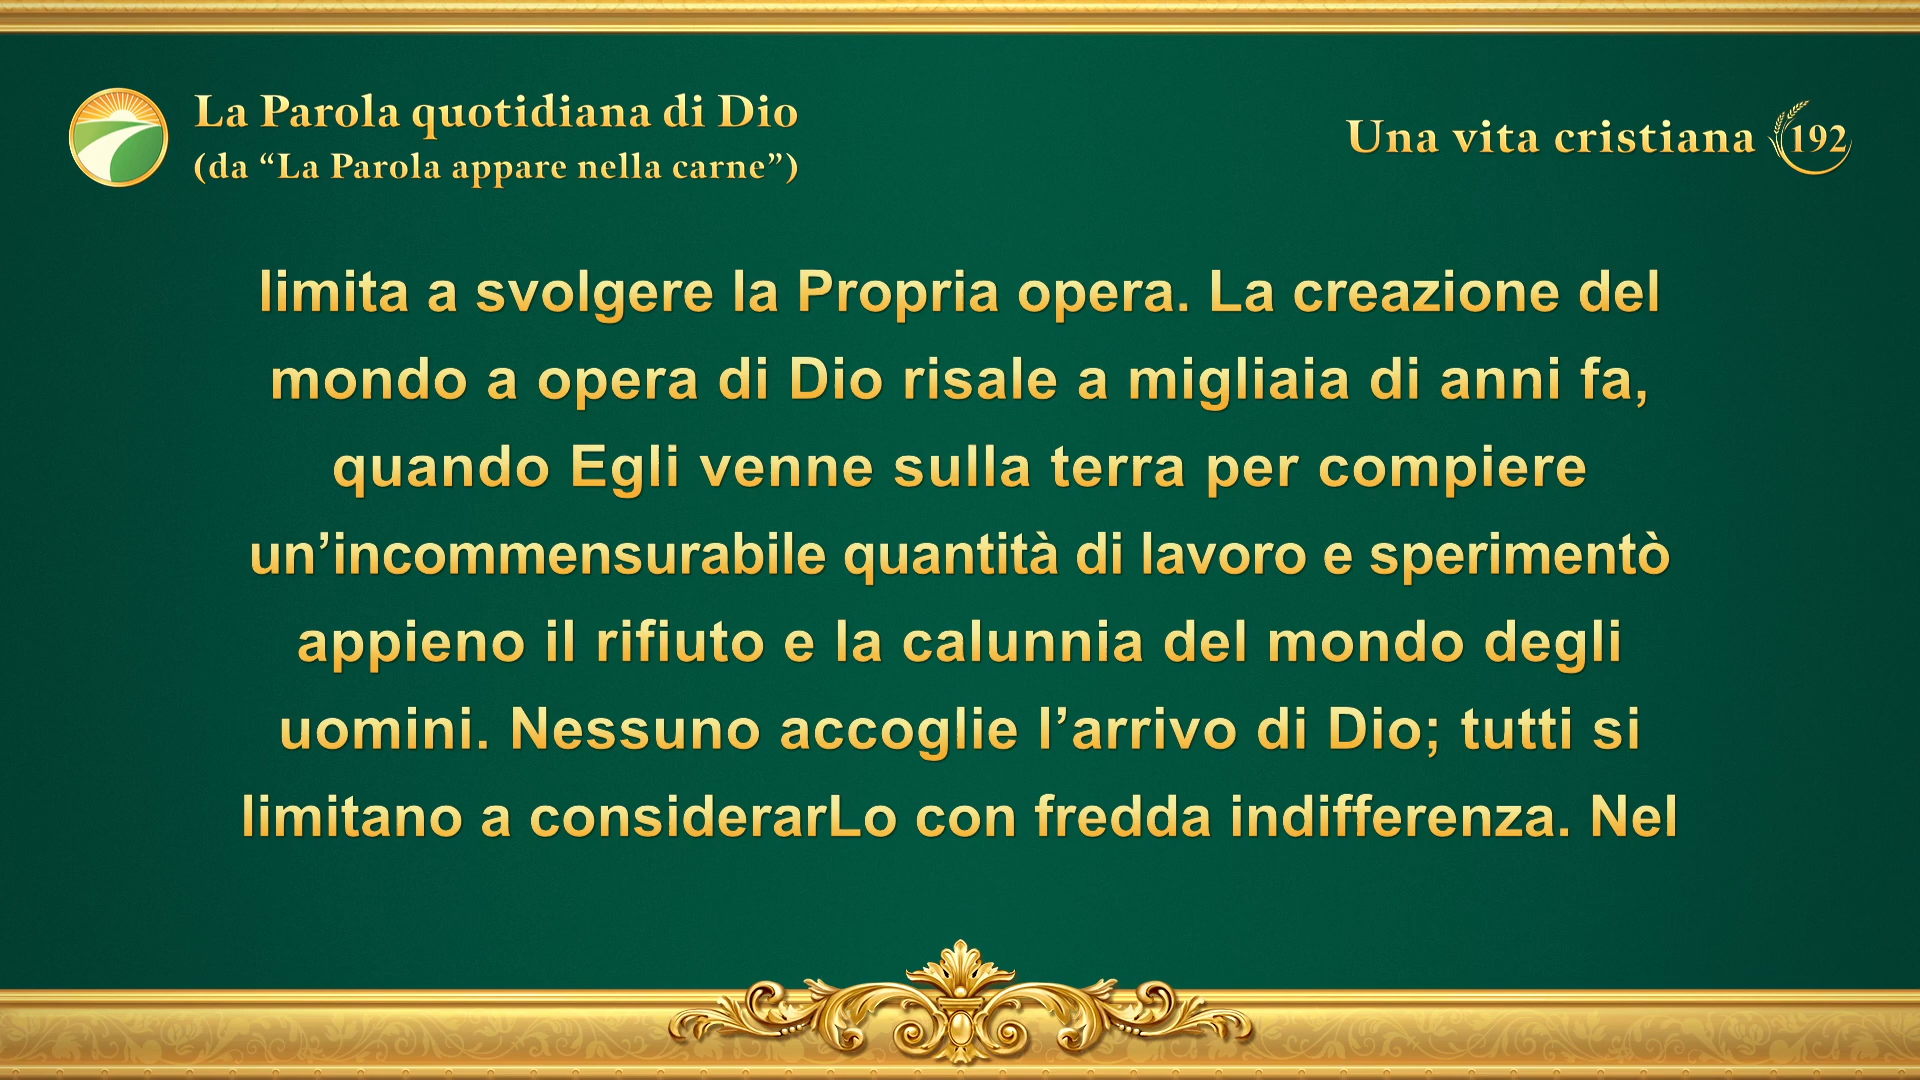 La Parola quotidiana di Dio
(da “La Parola appare nella carne”)
Una vita cristiana 192
limita a svolgere la Propria opera. La creazione del
mondo a opera di Dio risale a migliaia di anni fa,
quando Egli venne sulla terra per compiere
un’incommensurabile quantità di lavoro e sperimentò
appieno il rifiuto e la calunnia del mondo degli
uomini. Nessuno accoglie l’arrivo di Dio; tutti si
limitano a considerarLo con fredda indifferenza. Nel